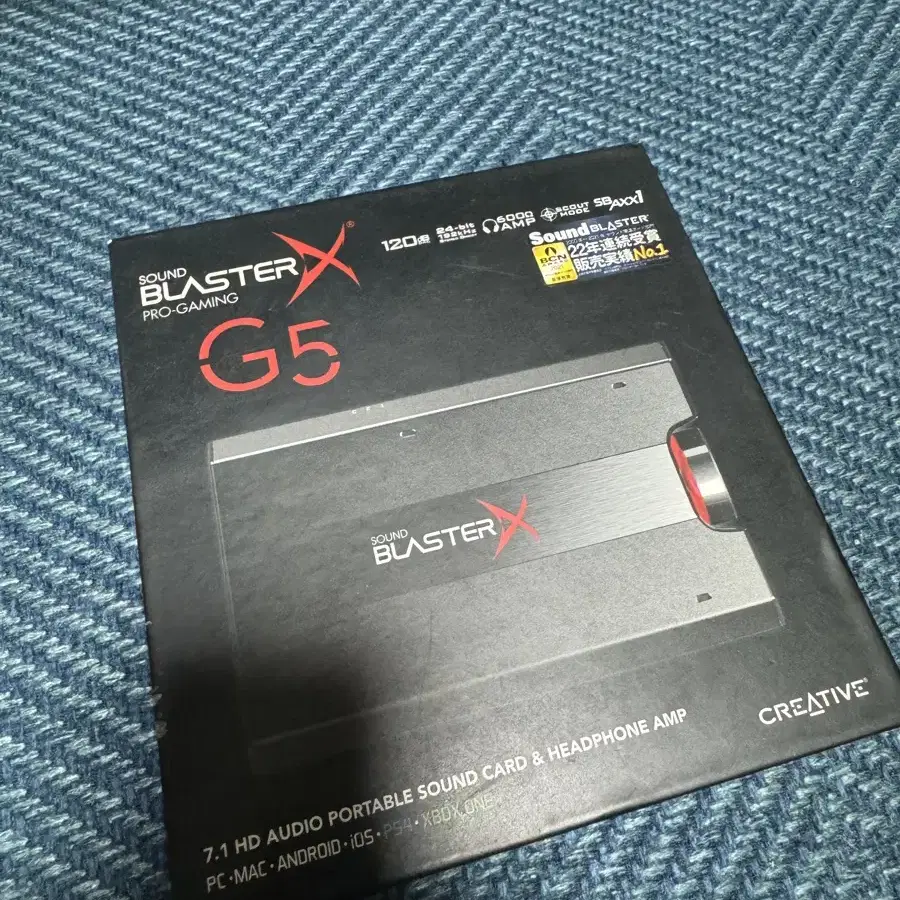 SOUND
BLASTERX®
PRO-GAMING
G5
120dB
24-bit
192kHz
600Ω
AMP
SCOUT
MODE
SBAXX1
Sound BLASTER™
BCN
22年連続受賞
販売実績No.1
SOUND
BLASTERX
CREATIVE®
7.1 HD AUDIO PORTABLE SOUND CARD & HEADPHONE AMP
PC • MAC • ANDROID • iOS • PS4 • XBOX ONE